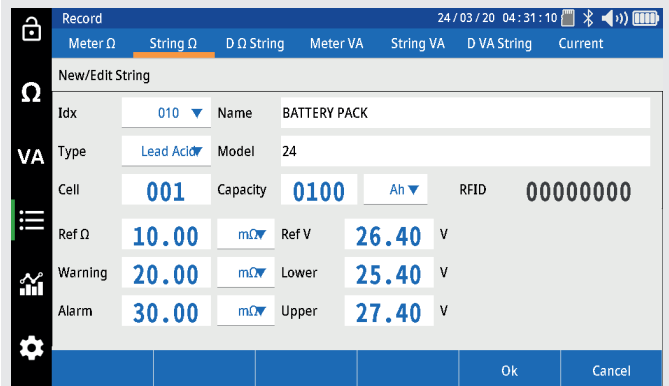 Record 24/03/20 04:31:10
Meter Ω String Ω D Ω String Meter VA String VA D VA String Current
New/Edit String
Ω
Idx 010 Name BATTERY PACK
VA
Type Lead Acid Model 24
Cell 001 Capacity 0100 Ah RFID 00000000
Ref Ω 10.00 mΩ Ref V 26.40 V
Warning 20.00 mΩ Lower 25.40 V
Alarm 30.00 mΩ Upper 27.40 V
Ok Cancel